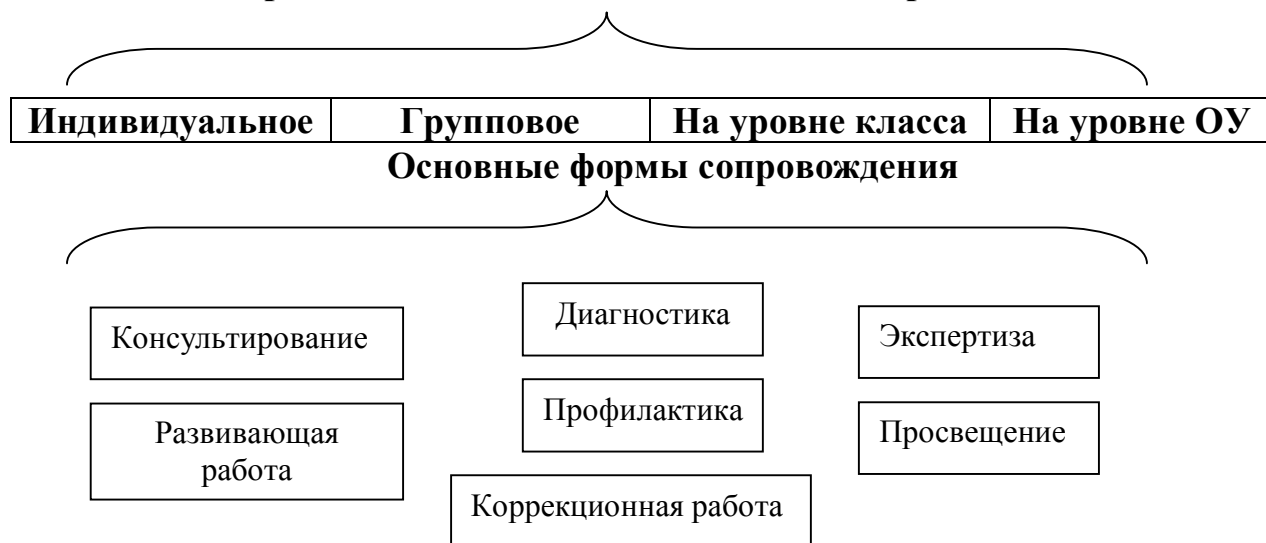 Индивидуальное Групповое На уровне класса На уровне ОУ
Основные формы сопровождения
Консультирование
Диагностика
Экспертиза
Развивающая
работа
Профилактика
Просвещение
Коррекционная работа